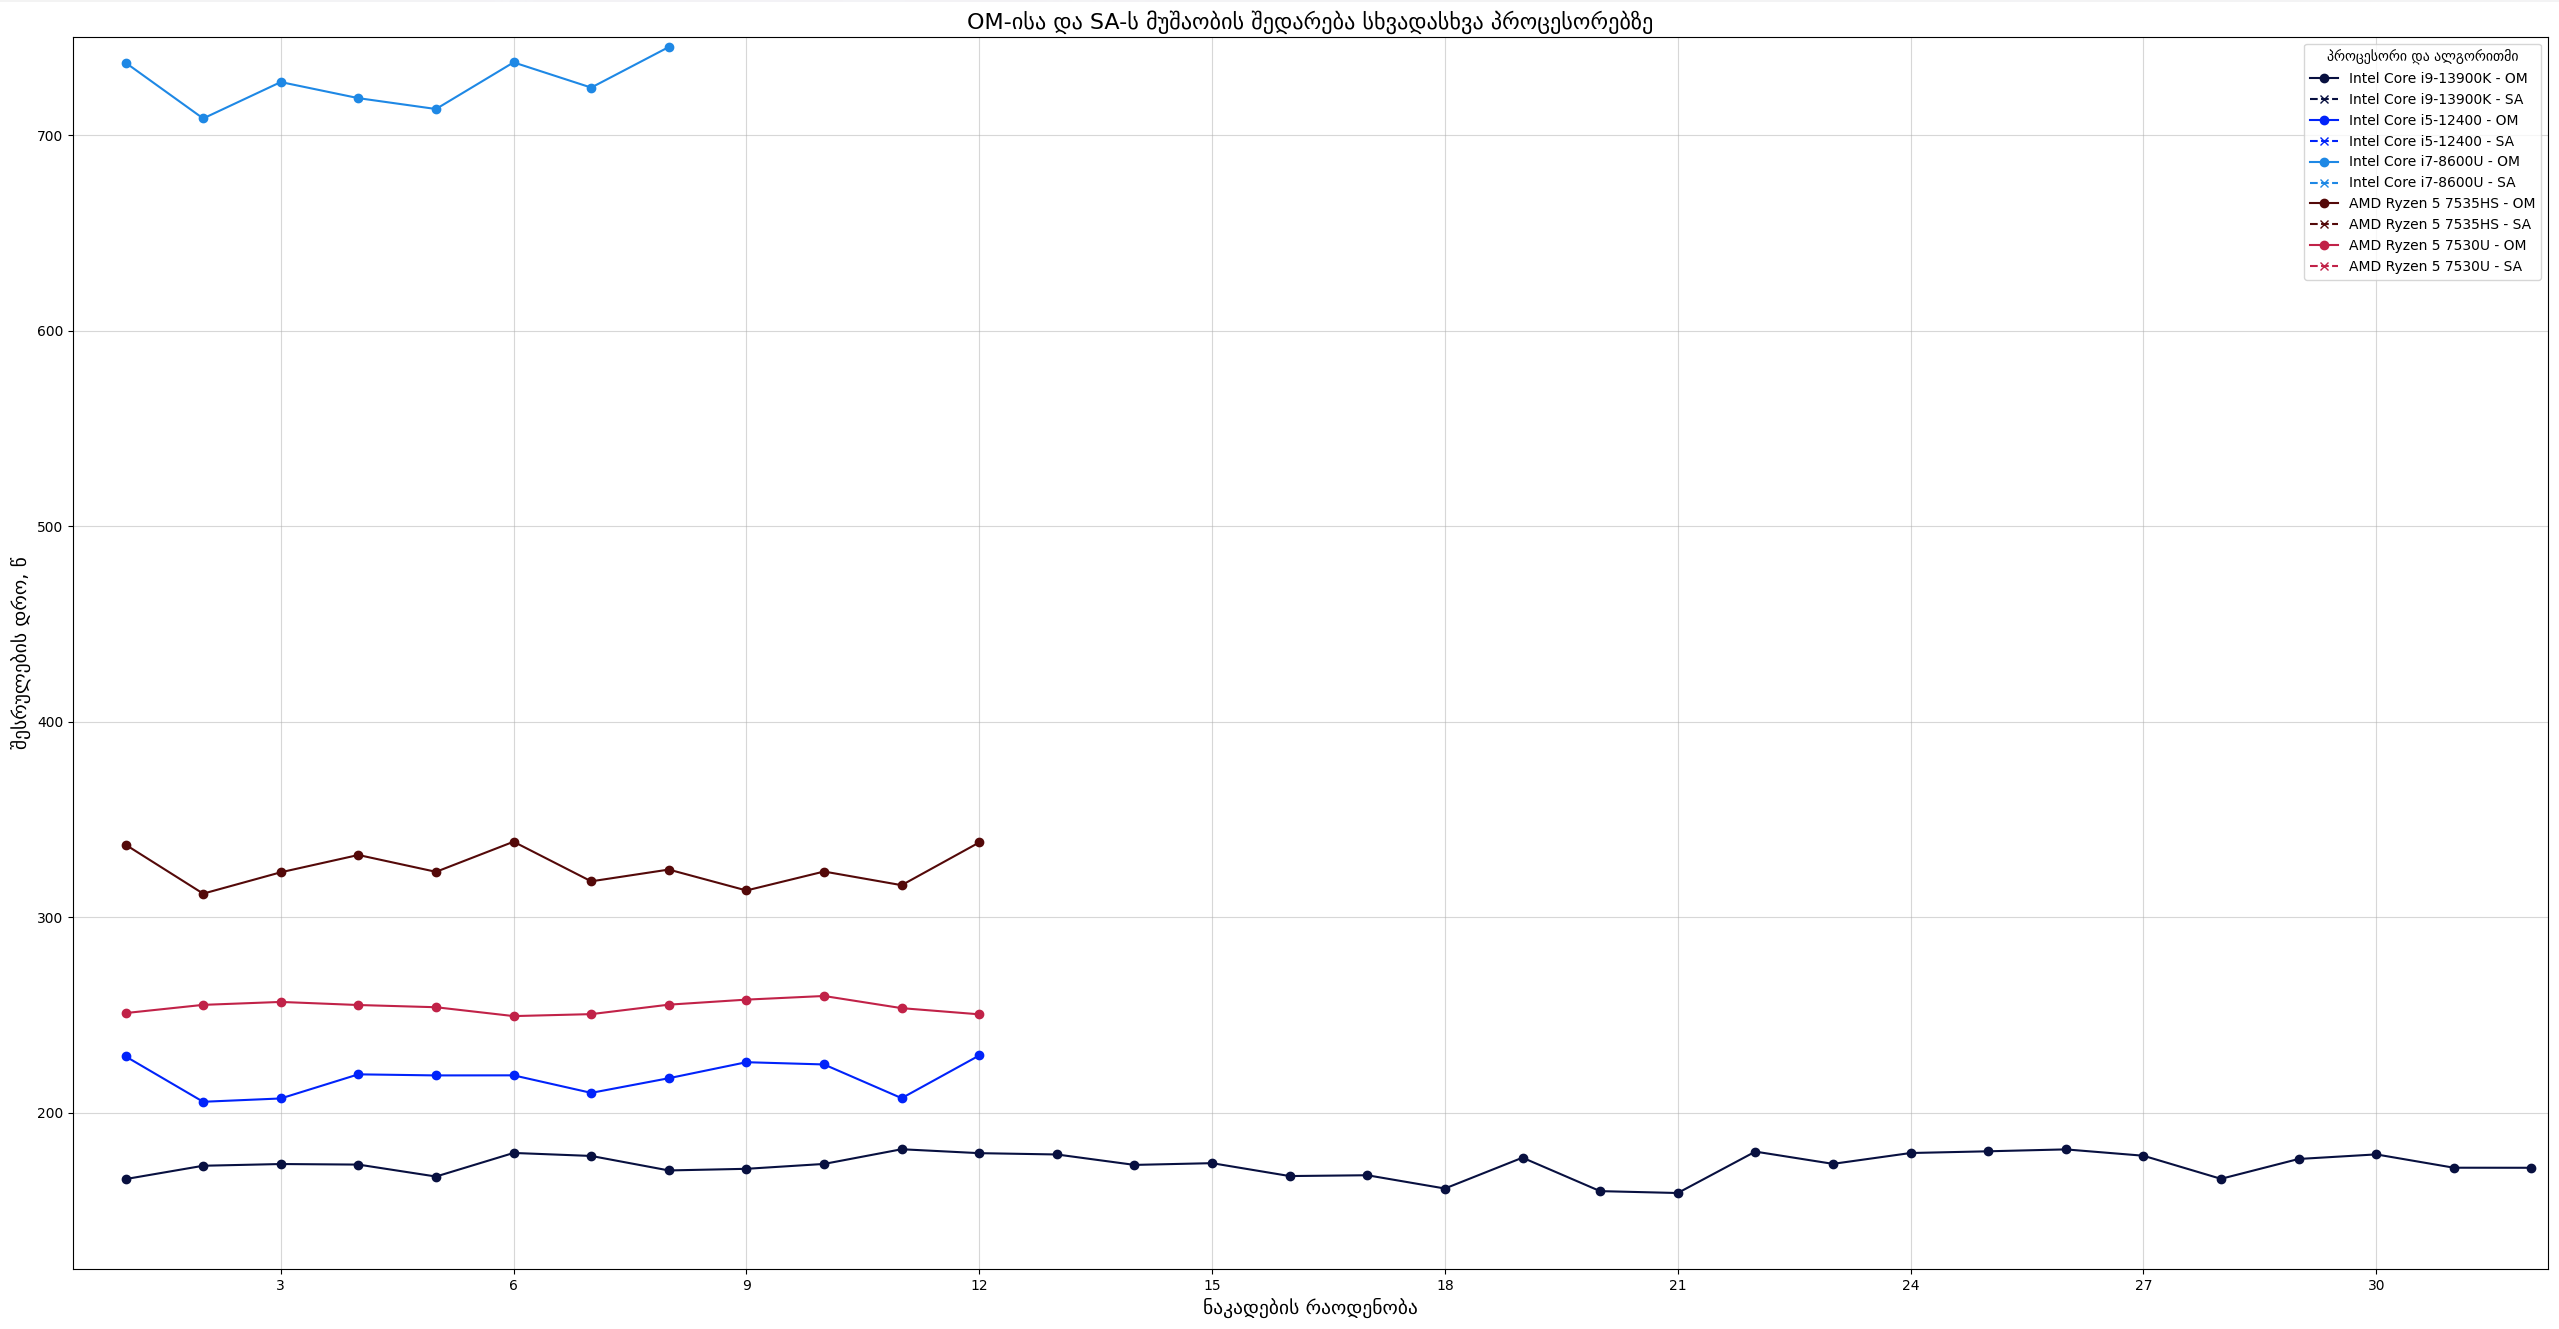 OM-ისა და SA-ს მუშაობის შედარება სხვადასხვა პროცესორებზე
პროცესორი და ალგორითმი
Intel Core i9-13900K - OM
Intel Core i9-13900K - SA
Intel Core i5-12400 - OM
Intel Core i5-12400 - SA
Intel Core i7-8600U - OM
Intel Core i7-8600U - SA
AMD Ryzen 5 7535HS - OM
AMD Ryzen 5 7535HS - SA
AMD Ryzen 5 7530U - OM
AMD Ryzen 5 7530U - SA
შესრულების დრო, წ
700
600
500
400
300
200
3 6 9 12 15 18 21 24 27 30
ნაკადების რაოდენობა